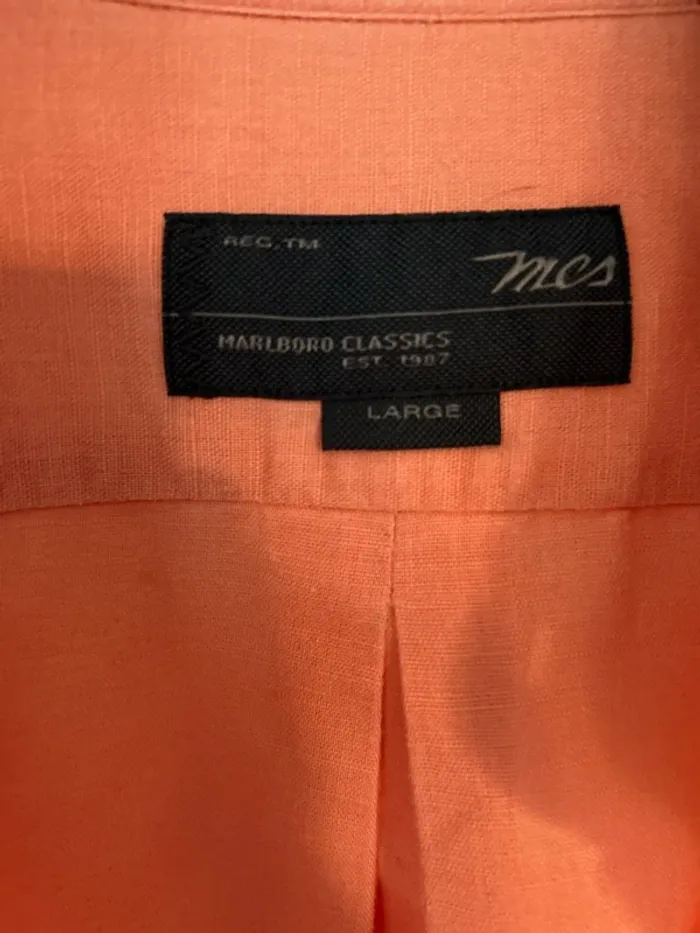 REG. TM
mcs
MARLBORO CLASSICS
EST. 1987
LARGE